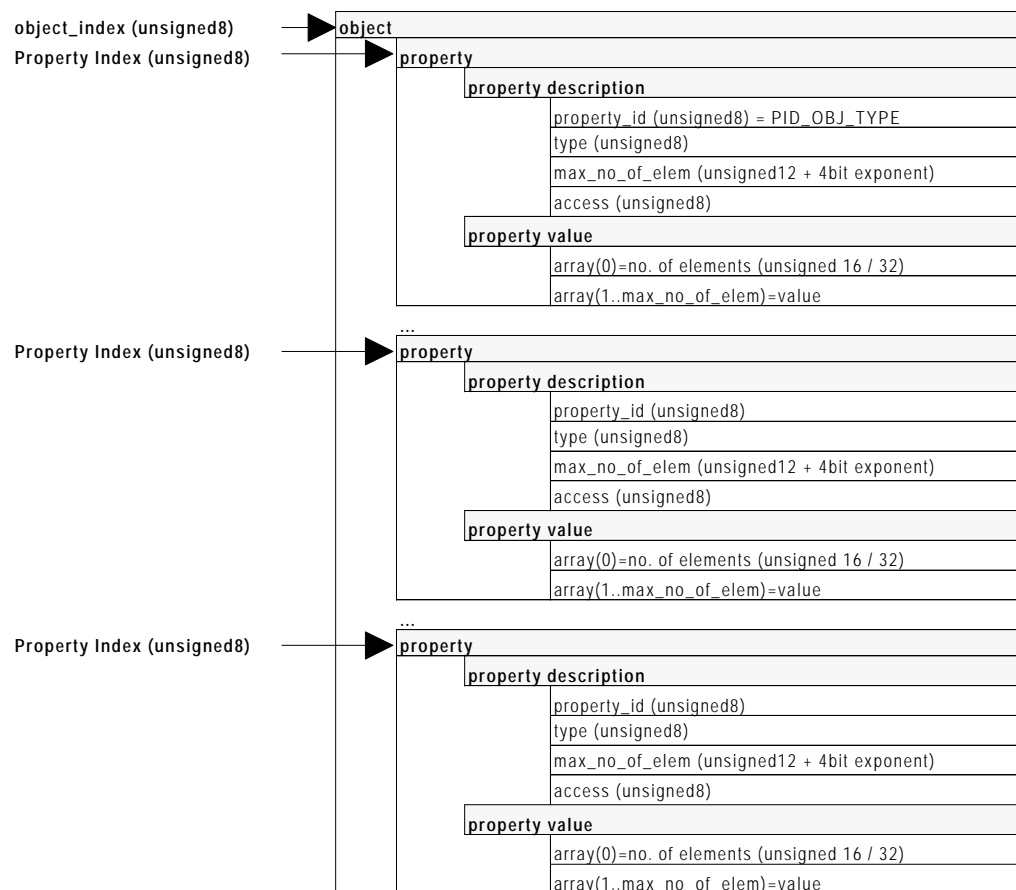 object_index (unsigned8) object
Property Index (unsigned8) property
property description
property_id (unsigned8) = PID_OBJ_TYPE
type (unsigned8)
max_no_of_elem (unsigned12 + 4bit exponent)
access (unsigned8)
property value
array(0)=no. of elements (unsigned 16 / 32)
array(1..max_no_of_elem)=value
...
Property Index (unsigned8) property
property description
property_id (unsigned8)
type (unsigned8)
max_no_of_elem (unsigned12 + 4bit exponent)
access (unsigned8)
property value
array(0)=no. of elements (unsigned 16 / 32)
array(1..max_no_of_elem)=value
...
Property Index (unsigned8) property
property description
property_id (unsigned8)
type (unsigned8)
max_no_of_elem (unsigned12 + 4bit exponent)
access (unsigned8)
property value
array(0)=no. of elements (unsigned 16 / 32)
array(1..max_no_of_elem)=value